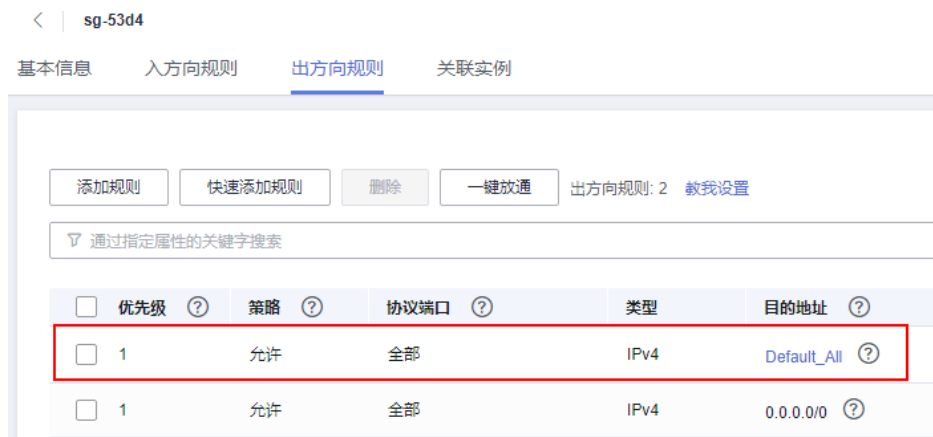 sg-53d4
基本信息 入方向规则 出方向规则 关联实例
添加规则 快速添加规则 删除 一键放通 出方向规则: 2 教我设置
通过指定属性的关键字搜索
优先级 ? 策略 ? 协议端口 ? 类型 目的地址 ?
1 允许 全部 IPv4 Default_All ?
1 允许 全部 IPv4 0.0.0.0/0 ?